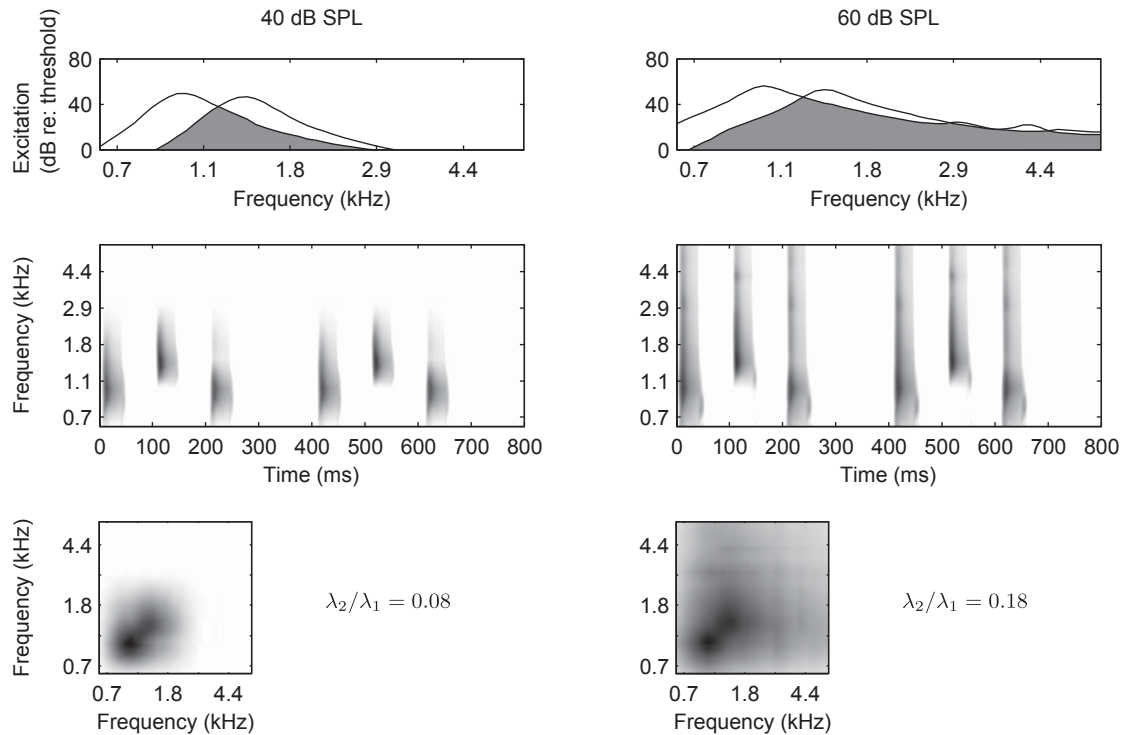 40 dB SPL
60 dB SPL
Excitation
(dB re: threshold)
80
40
0
0.7 1.1 1.8 2.9 4.4
Frequency (kHz)
80
40
0
0.7 1.1 1.8 2.9 4.4
Frequency (kHz)
Frequency (kHz)
4.4
2.9
1.8
1.1
0.7
0 100 200 300 400 500 600 700 800
Time (ms)
4.4
2.9
1.8
1.1
0.7
0 100 200 300 400 500 600 700 800
Time (ms)
Frequency (kHz)
4.4
1.8
0.7
0.7 1.8 4.4
Frequency (kHz)
λ₂/λ₁ = 0.08
4.4
1.8
0.7
0.7 1.8 4.4
Frequency (kHz)
λ₂/λ₁ = 0.18